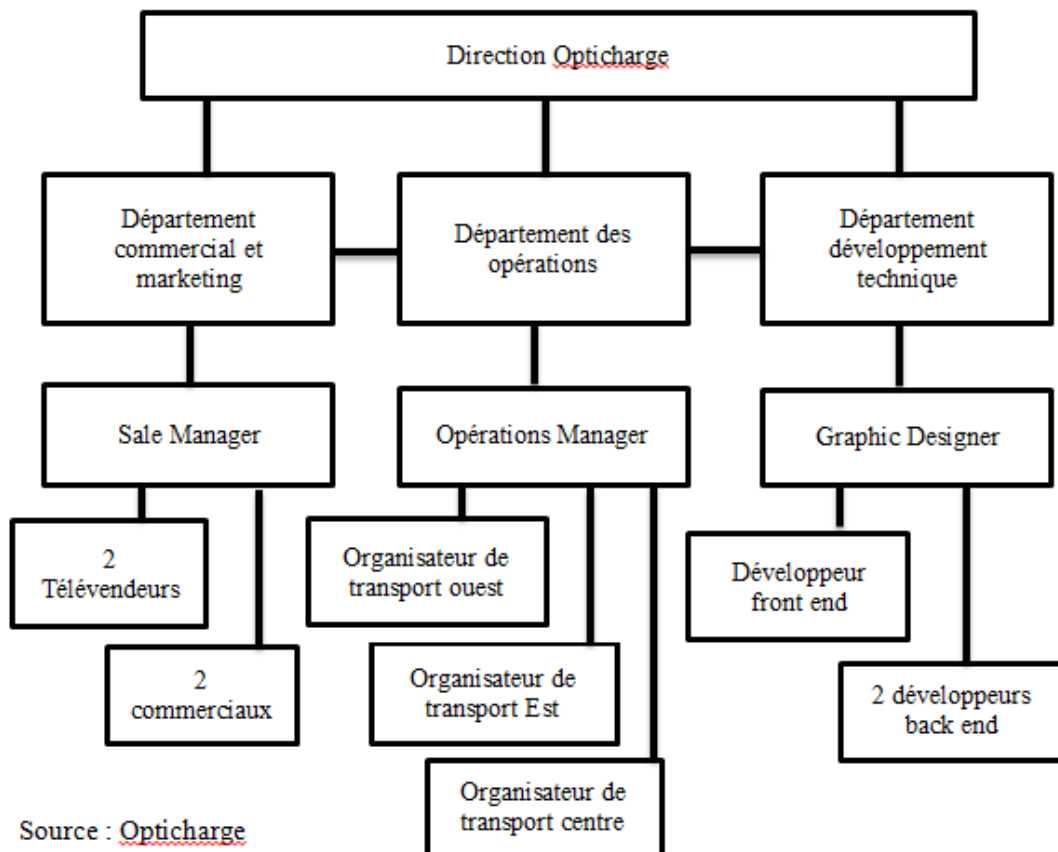 Direction Opticharge
Département
commercial et
marketing
Département des
opérations
Département
développement
technique
Sale Manager
Opérations Manager
Graphic Designer
2
Télévendeurs
Organisateur de
transport ouest
Développeur
front end
2
commerciaux
Organisateur de
transport Est
2 développeurs
back end
Organisateur de
transport centre
Source : Opticharge